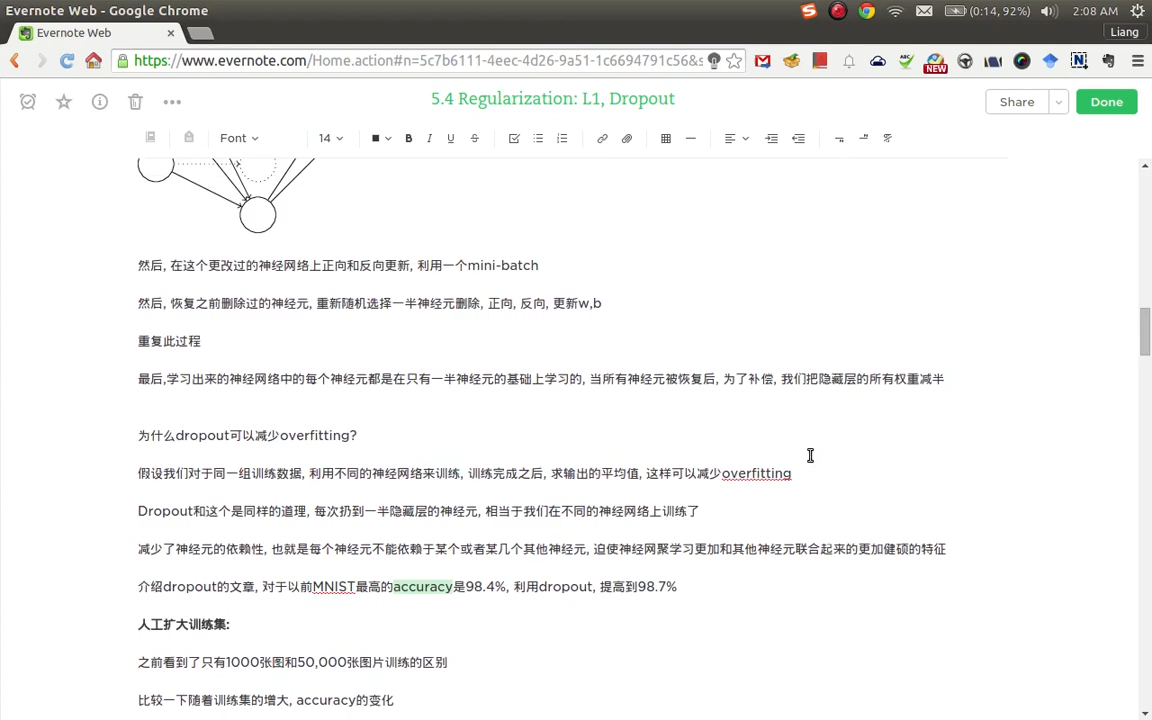 Evernote Web - Google Chrome
(0:14, 92%)
2:08 AM
Evernote Web
Liang
https://www.evernote.com/Home.action#n=5c7b6111-4eec-4d26-9a51-1c6694791c56&s
NEW
5.4 Regularization: L1, Dropout
Share
Done
Font
14
B
I
U
然后, 在这个更改过的神经网络上正向和反向更新, 利用一个mini-batch
然后, 恢复之前删除过的神经元, 重新随机选择一半神经元删除, 正向, 反向, 更新w,b
重复此过程
最后,学习出来的神经网络中的每个神经元都是在只有一半神经元的基础上学习的, 当所有神经元被恢复后, 为了补偿, 我们把隐藏层的所有权重减半
为什么dropout可以减少overfitting?
假设我们对于同一组训练数据, 利用不同的神经网络来训练, 训练完成之后, 求输出的平均值, 这样可以减少overfitting
Dropout和这个是同样的道理, 每次扔到一半隐藏层的神经元, 相当于我们在不同的神经网络上训练了
减少了神经元的依赖性, 也就是每个神经元不能依赖于某个或者某几个其他神经元, 迫使神经网聚学习更加和其他神经元联合起来的更加健硕的特征
介绍dropout的文章, 对于以前MNIST最高的accuracy是98.4%, 利用dropout, 提高到98.7%
人工扩大训练集:
之前看到了只有1000张图和50,000张图片训练的区别
比较一下随着训练集的增大, accuracy的变化